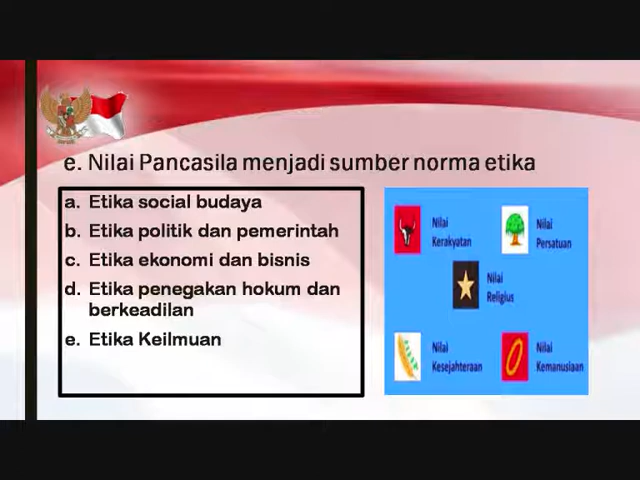 e. Nilai Pancasila menjadi sumber norma etika
a. Etika social budaya
b. Etika politik dan pemerintah
c. Etika ekonomi dan bisnis
d. Etika penegakan hokum dan
berkeadilan
e. Etika Keilmuan
Nilai
Kerakyatan
Nilai
Persatuan
Nilai
Religius
Nilai
Kesejahteraan
Nilai
Kemanusiaan